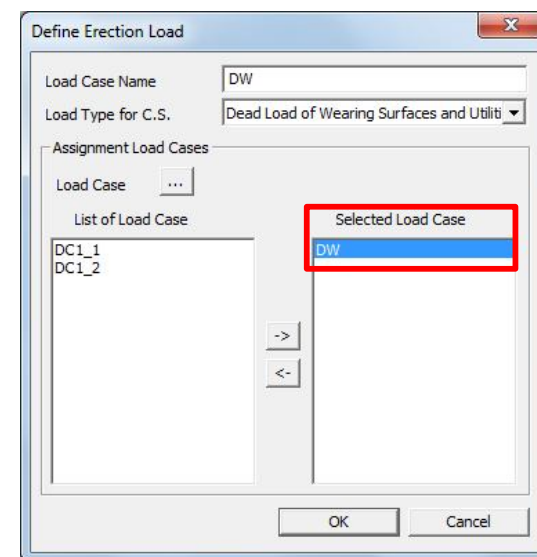 Define Erection Load
Load Case Name DW
Load Type for C.S. Dead Load of Wearing Surfaces and Utiliti
Assignment Load Cases
Load Case ...
List of Load Case Selected Load Case
DC1_1 DW
DC1_2
->
<-
OK Cancel